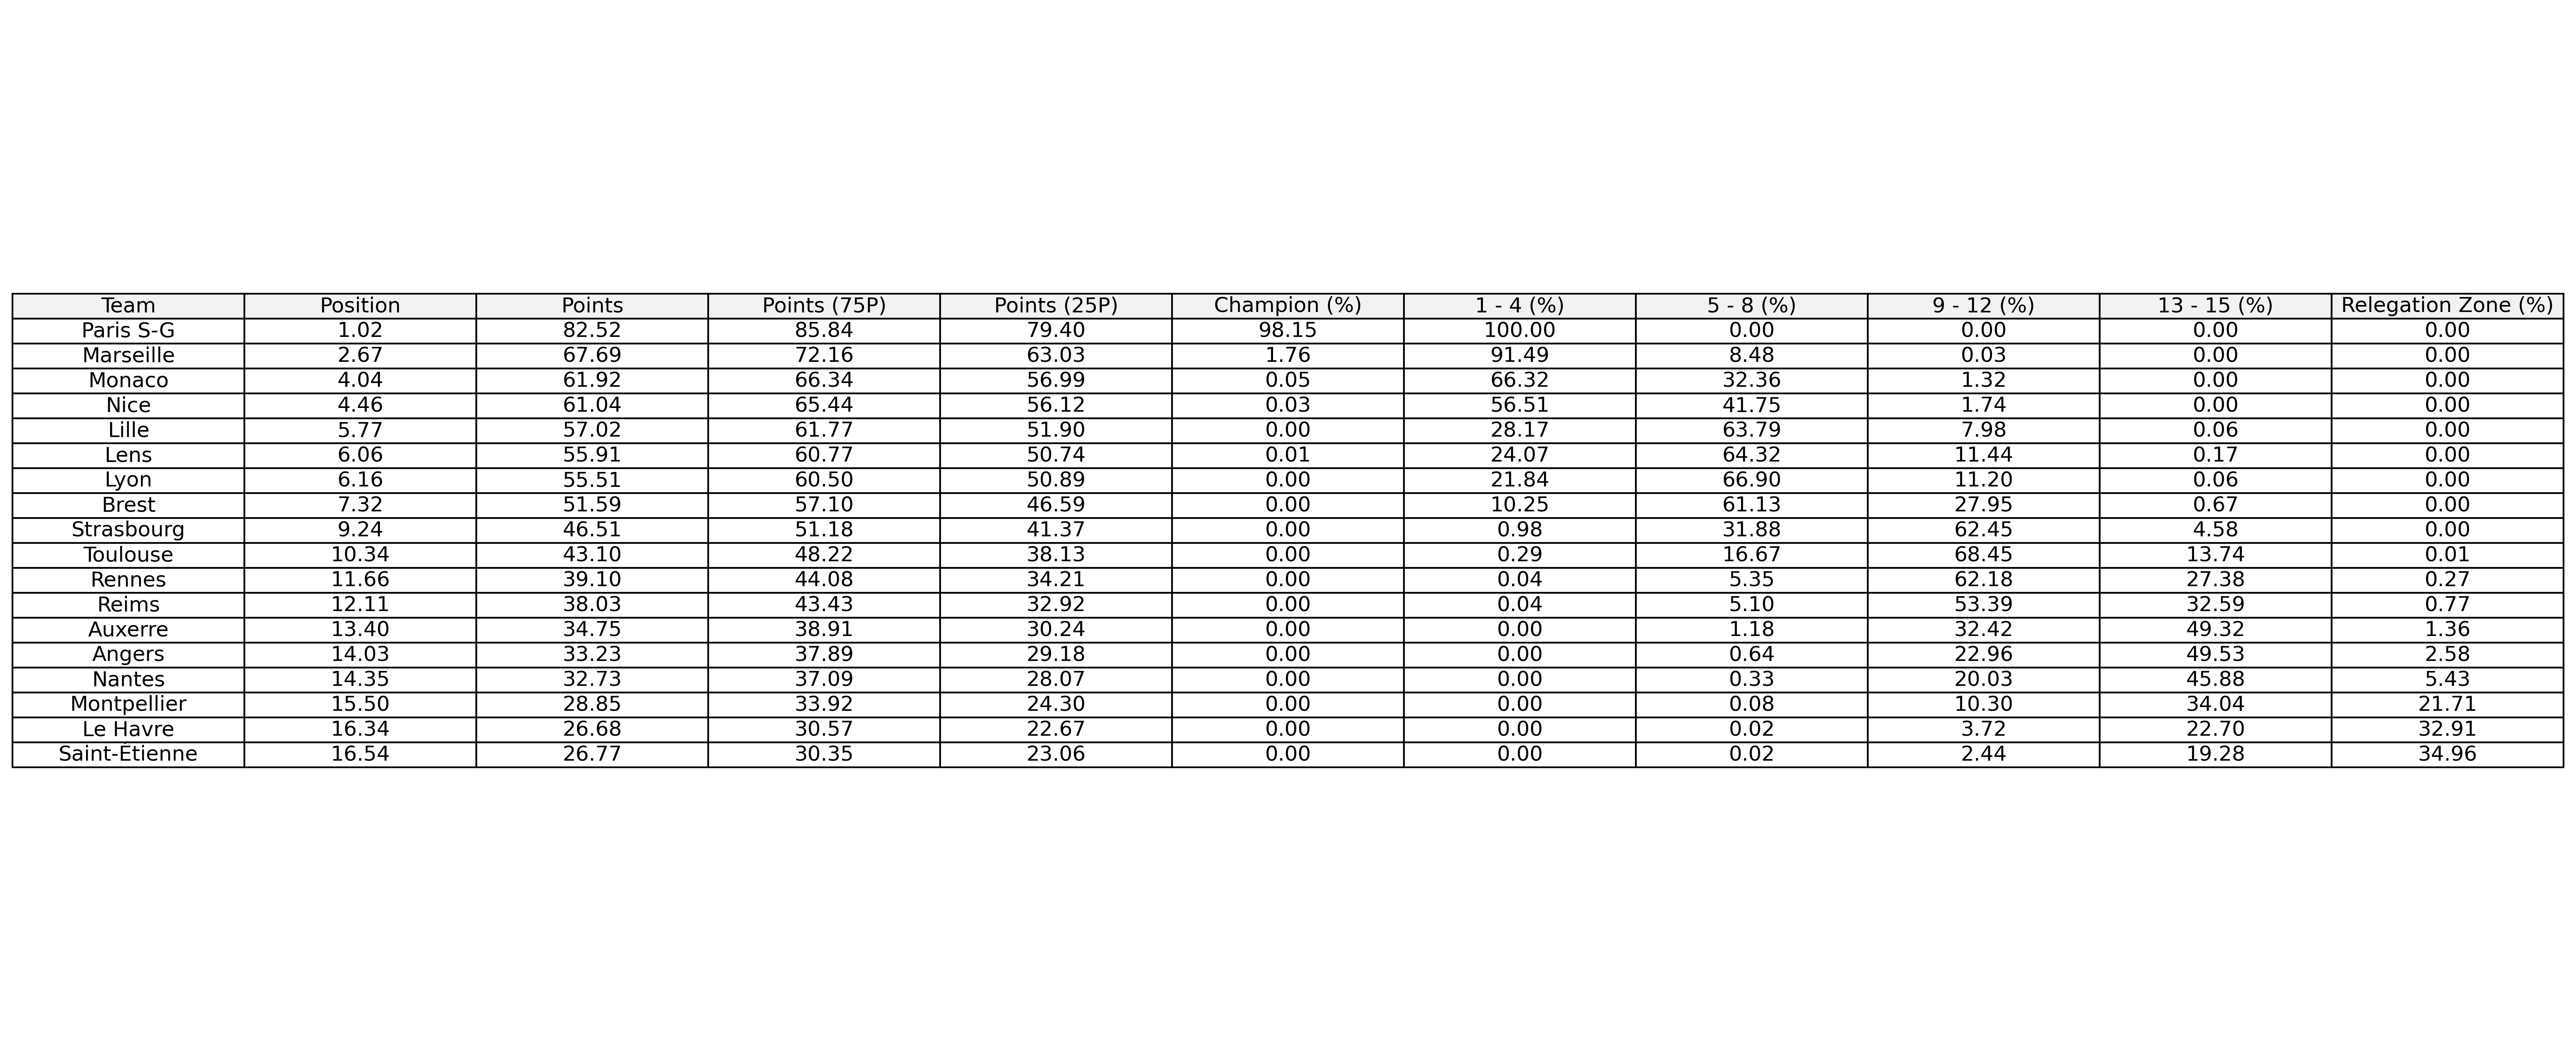 Team Position Points Points (75P) Points (25P) Champion (%) 1 - 4 (%) 5 - 8 (%) 9 - 12 (%) 13 - 15 (%) Relegation Zone (%)
Paris S-G 1.02 82.52 85.84 79.40 98.15 100.00 0.00 0.00 0.00 0.00
Marseille 2.67 67.69 72.16 63.03 1.76 91.49 8.48 0.03 0.00 0.00
Monaco 4.04 61.92 66.34 56.99 0.05 66.32 32.36 1.32 0.00 0.00
Nice 4.46 61.04 65.44 56.12 0.03 56.51 41.75 1.74 0.00 0.00
Lille 5.77 57.02 61.77 51.90 0.00 28.17 63.79 7.98 0.06 0.00
Lens 6.06 55.91 60.77 50.74 0.01 24.07 64.32 11.44 0.17 0.00
Lyon 6.16 55.51 60.50 50.89 0.00 21.84 66.90 11.20 0.06 0.00
Brest 7.32 51.59 57.10 46.59 0.00 10.25 61.13 27.95 0.67 0.00
Strasbourg 9.24 46.51 51.18 41.37 0.00 0.98 31.88 62.45 4.58 0.00
Toulouse 10.34 43.10 48.22 38.13 0.00 0.29 16.67 68.45 13.74 0.01
Rennes 11.66 39.10 44.08 34.21 0.00 0.04 5.35 62.18 27.38 0.27
Reims 12.11 38.03 43.43 32.92 0.00 0.04 5.10 53.39 32.59 0.77
Auxerre 13.40 34.75 38.91 30.24 0.00 0.00 1.18 32.42 49.32 1.36
Angers 14.03 33.23 37.89 29.18 0.00 0.00 0.64 22.96 49.53 2.58
Nantes 14.35 32.73 37.09 28.07 0.00 0.00 0.33 20.03 45.88 5.43
Montpellier 15.50 28.85 33.92 24.30 0.00 0.00 0.08 10.30 34.04 21.71
Le Havre 16.34 26.68 30.57 22.67 0.00 0.00 0.02 3.72 22.70 32.91
Saint-Étienne 16.54 26.77 30.35 23.06 0.00 0.00 0.02 2.44 19.28 34.96